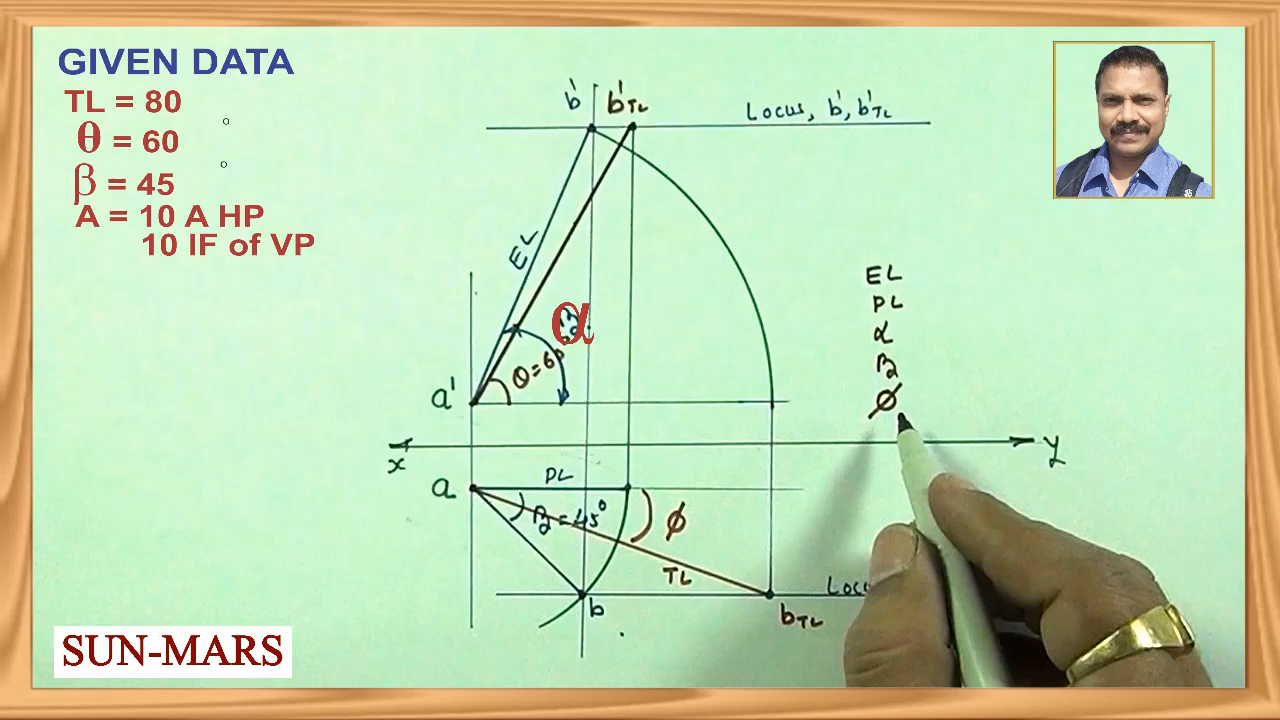 GIVEN DATA
TL = 80
θ = 60°
β = 45°
A = 10 A HP
10 IF of VP
b'
b'TL
Locus, b', b'TL
EL
α
θ=60
a'
EL
PL
α
β
φ
x
y
a
PL
β=45°
φ
TL
b
bTL
SUN-MARS